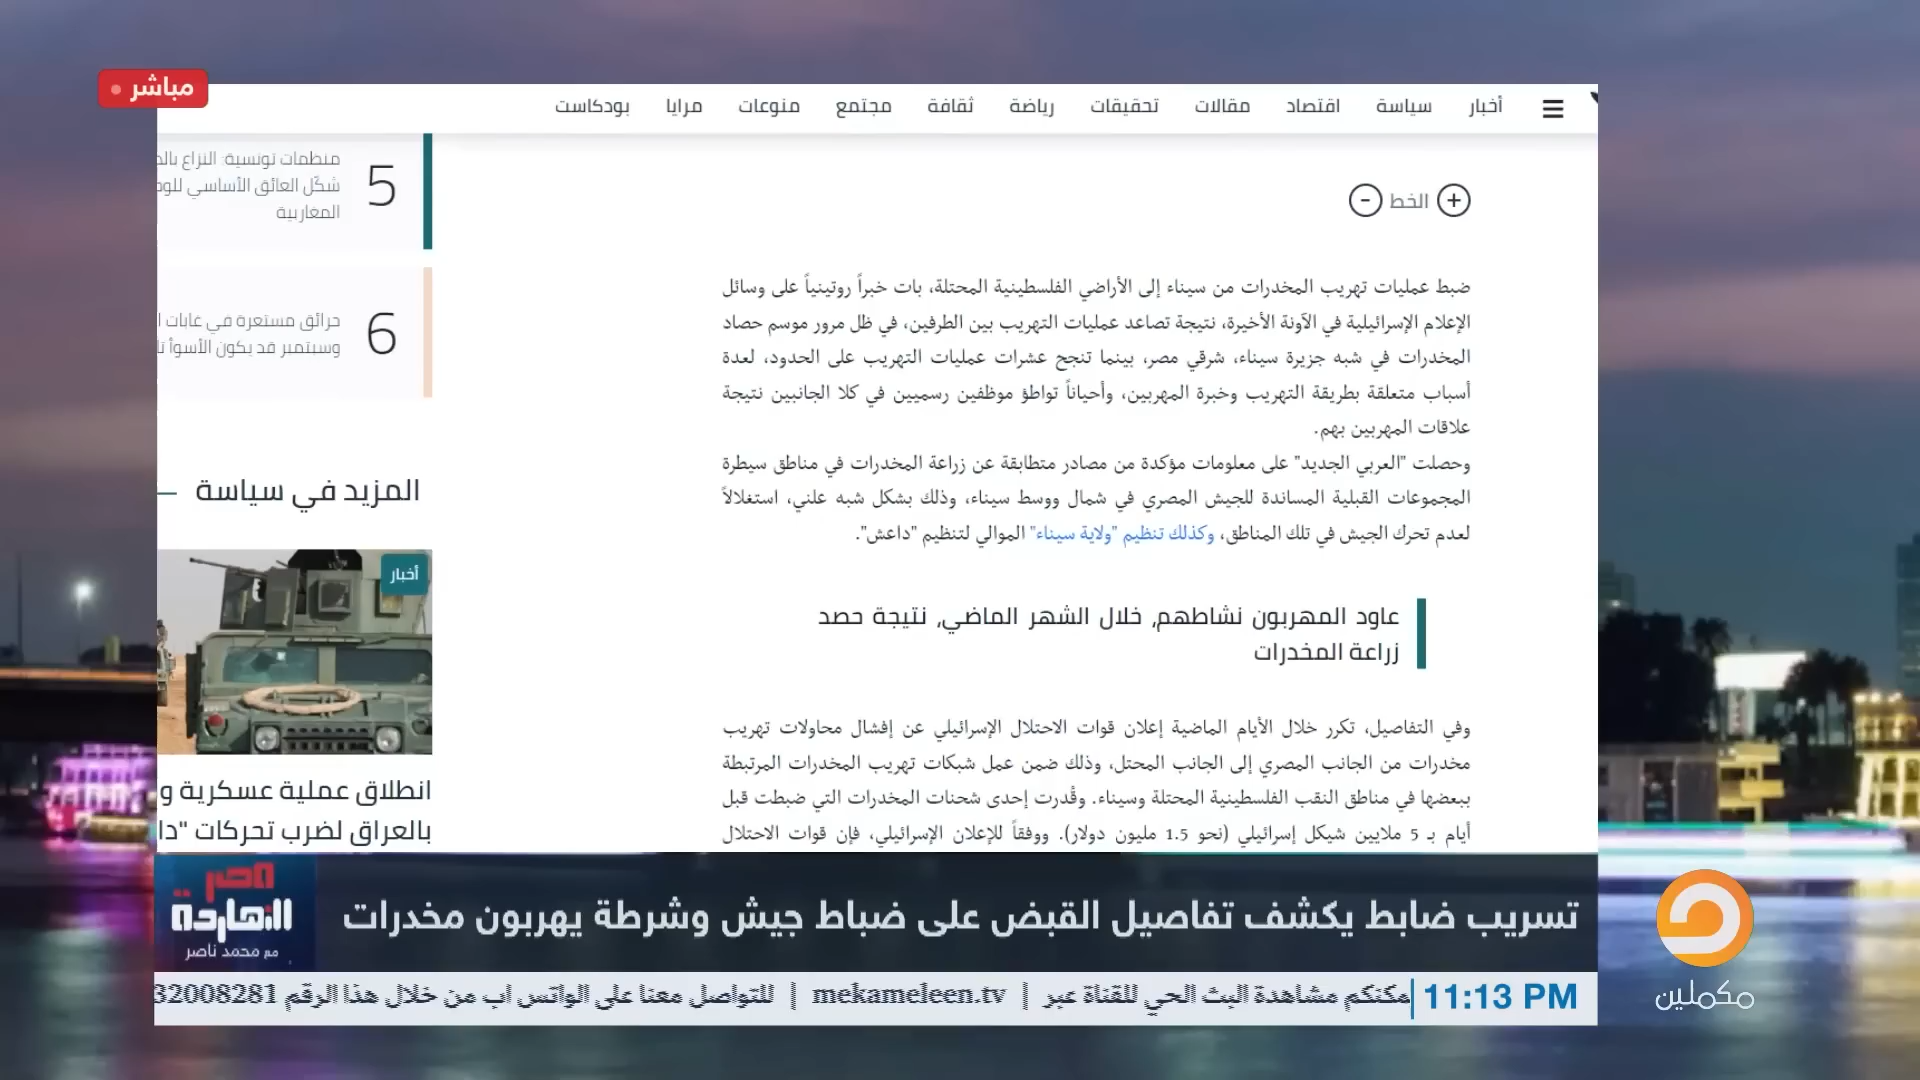 مباشر
أخبار سياسة اقتصاد مقالات تحقيقات رياضة ثقافة مجتمع منوعات مرايا بودكاست
+ الخط -
ضبط عمليات تهريب المخدرات من سيناء إلى الأراضي الفلسطينية المحتلة، بات خبراً روتينياً على وسائل
الإعلام الإسرائيلية في الآونة الأخيرة، نتيجة تصاعد عمليات التهريب بين الطرفين، في ظل مرور موسم حصاد
المخدرات في شبه جزيرة سيناء، شرقي مصر، بينما تنجح عشرات عمليات التهريب على الحدود، لعدة
أسباب متعلقة بطريقة التهريب وخبرة المهربين، وأحياناً تواطؤ موظفين رسميين في كلا الجانبين نتيجة
علاقات المهربين بهم.
وحصلت "العربي الجديد" على معلومات مؤكدة من مصادر متطابقة عن زراعة المخدرات في مناطق سيطرة
المجموعات القبلية المساندة للجيش المصري في شمال ووسط سيناء، وذلك بشكل شبه علني، استغلالاً
لعدم تحرك الجيش في تلك المناطق، وكذلك تنظيم "ولاية سيناء" الموالي لتنظيم "داعش".
عاود المهربون نشاطهم، خلال الشهر الماضي، نتيجة حصد
زراعة المخدرات
وفي التفاصيل، تكرر خلال الأيام الماضية إعلان قوات الاحتلال الإسرائيلي عن إفشال محاولات تهريب
مخدرات من الجانب المصري إلى الجانب المحتل، وذلك ضمن عمل شبكات تهريب المخدرات المرتبطة
ببعضها في مناطق النقب الفلسطينية المحتلة وسيناء. وقُدرت إحدى شحنات المخدرات التي ضبطت قبل
أيام بـ 5 ملايين شيكل إسرائيلي (نحو 1.5 مليون دولار). ووفقاً للإعلان الإسرائيلي، فإن قوات الاحتلال
5
منظمات تونسية: النزاع
شكّل العائق الأساسي
المغاربية
6
حرائق مستعرة في غابات
وسبتمبر قد يكون الأسوأ
المزيد في سياسة
أخبار
انطلاق عملية عسكرية و
بالعراق لضرب تحركات "دا
تسريب ضابط يكشف تفاصيل القبض على ضباط جيش وشرطة يهربون مخدرات
مصر
النهاردة
مع محمد ناصر
11:13 PM
مكنكم مشاهدة البث الحي للقناة عبر | mekameleen.tv | للتواصل معنا على الواتس اب من خلال هذا الرقم 32008281
مكملين